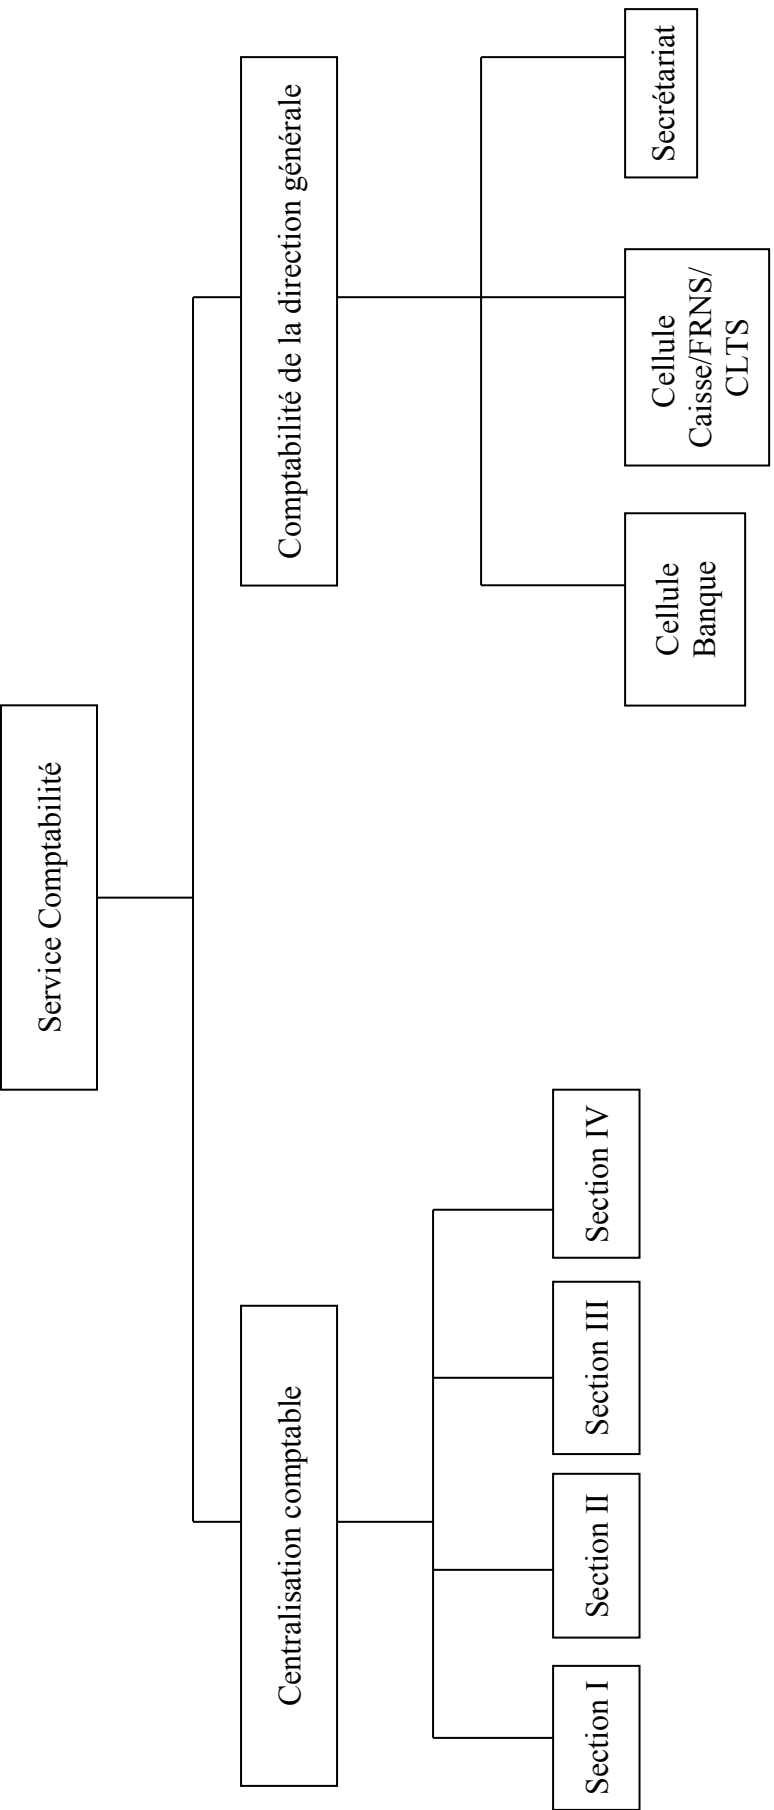 Service Comptabilité
Centralisation comptable
Comptabilité de la direction générale
Section I
Section II
Section III
Section IV
Cellule
Banque
Cellule
Caisse/FRNS/
CLTS
Secrétariat